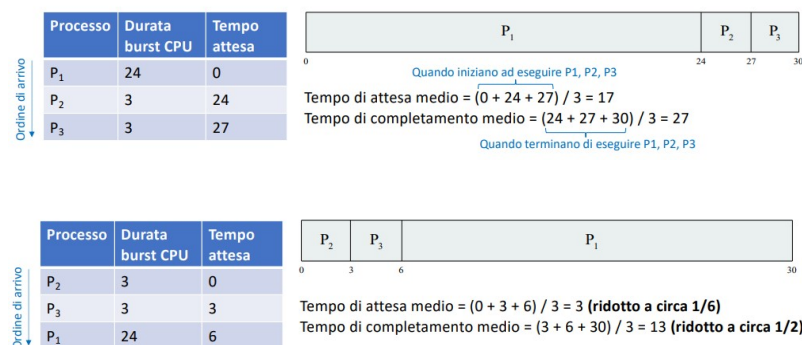 Processo Durata burst CPU Tempo attesa
P1 24 0
P2 3 24
P3 3 27
Ordine di arrivo
P1 P2 P3
0 24 27 30
Quando iniziano ad eseguire P1, P2, P3
Tempo di attesa medio = (0 + 24 + 27) / 3 = 17
Tempo di completamento medio = (24 + 27 + 30) / 3 = 27
Quando terminano di eseguire P1, P2, P3
Processo Durata burst CPU Tempo attesa
P2 3 0
P3 3 3
P1 24 6
Ordine di arrivo
P2 P3 P1
0 3 6 30
Tempo di attesa medio = (0 + 3 + 6) / 3 = 3 (ridotto a circa 1/6)
Tempo di completamento medio = (3 + 6 + 30) / 3 = 13 (ridotto a circa 1/2)